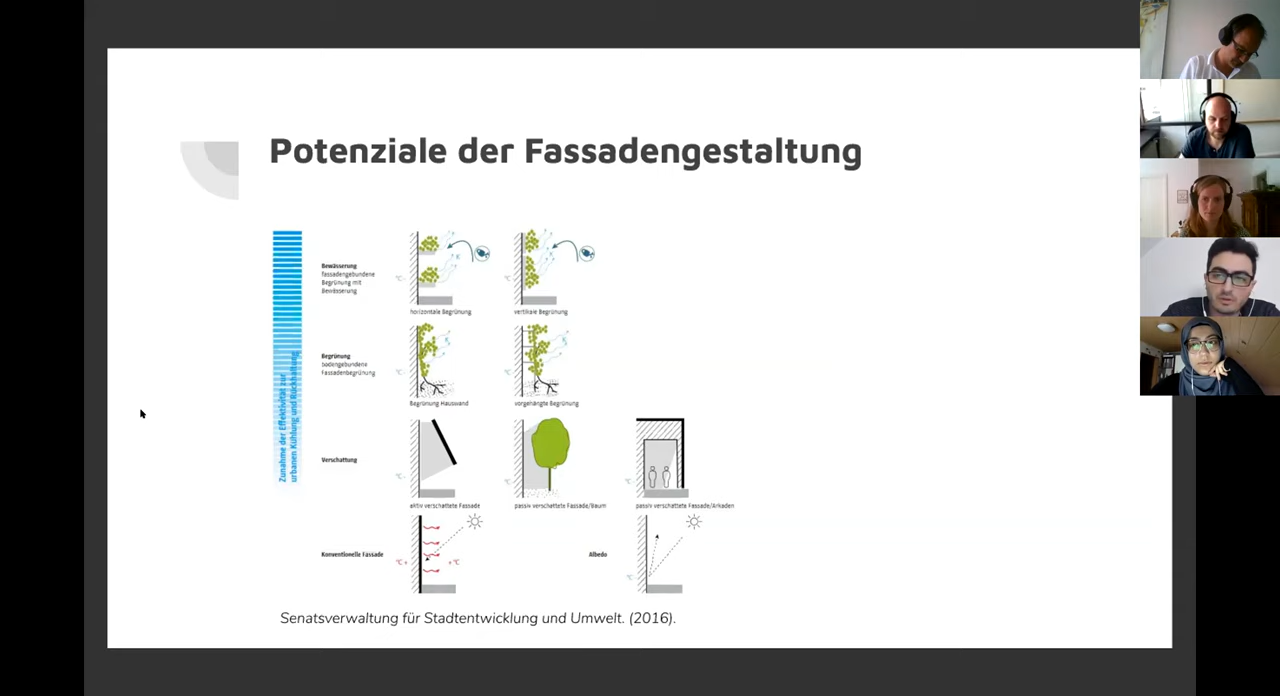 Potenziale der Fassadengestaltung
Zunahme der Effektivität zur
urbanen Kühlung und Rückhaltung
Bewässerung
fassadengebundene
Begrünung mit
Bewässerung
°C -
K
°C -
horizontale Begrünung
vertikale Begrünung
Begrünung
bodengebundene
Fassadenbegrünung
°C -
°C -
Begrünung Hauswand
vorgehängte Begrünung
Verschattung
°C -
°C -
°C -
aktiv verschattete Fassade
passiv verschattete Fassade/Baum
passiv verschattete Fassade/Arkaden
Konventionelle Fassade
°C +
+ °C
Albedo
°C -
Senatsverwaltung für Stadtentwicklung und Umwelt. (2016).